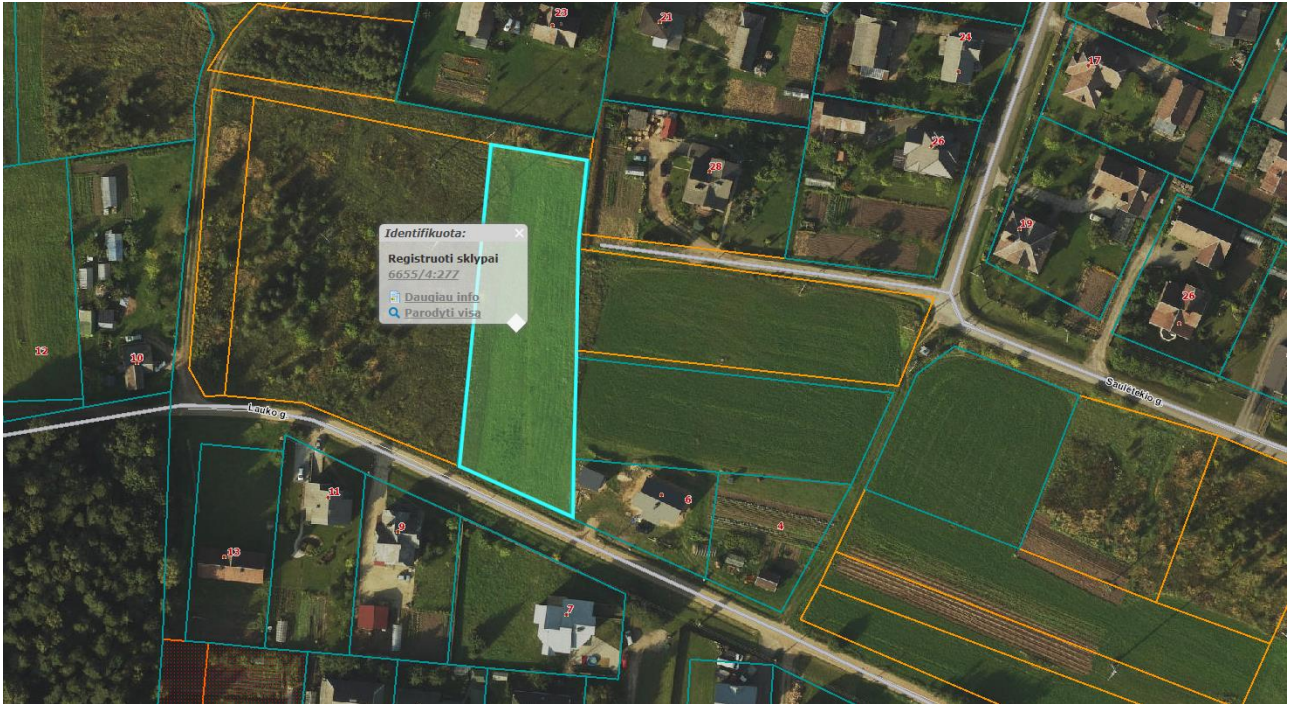 23
21
24
17
26
28
19
Identifikuota:
Registruoti sklypai
6655/4:277
Daugiau info
Parodyti visą
26
12
10
Saulėtekio g.
Lauko g.
11
6
9
4
13
7